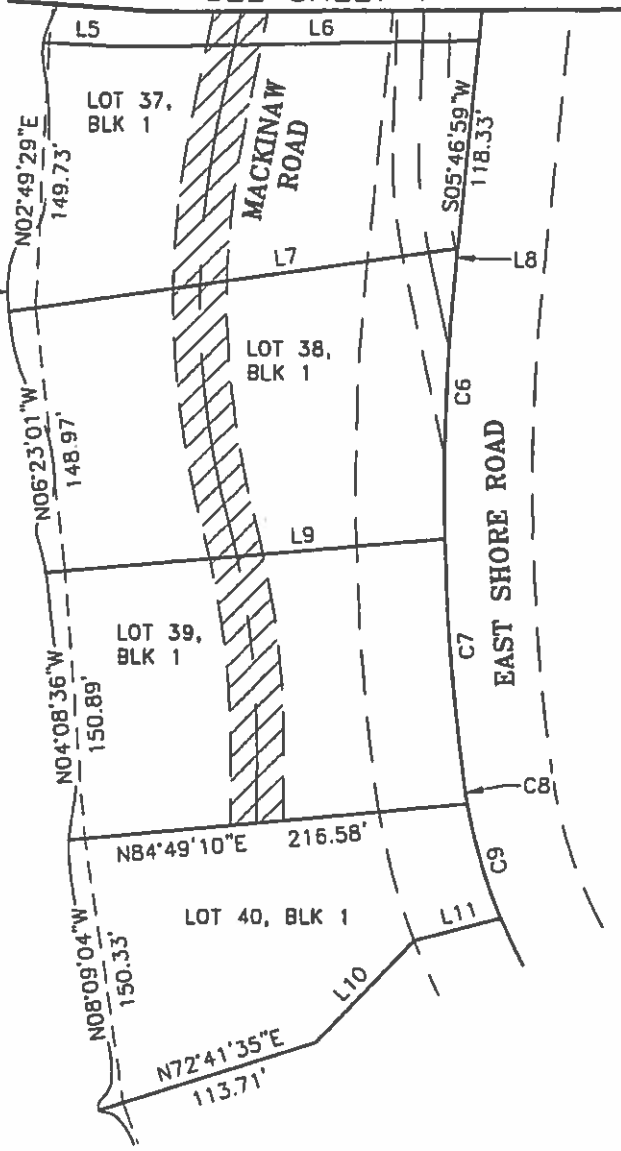 L5
L6
LOT 37,
BLK 1
MACKINAW
ROAD
N02°49'29"E
149.73'
S05°46'59"W
118.33'
L7
L8
LOT 38,
BLK 1
C6
N06°23'01"W
148.97'
EAST SHORE ROAD
L9
LOT 39,
BLK 1
C7
N04°08'36"W
150.89'
C8
N84°49'10"E 216.58'
C9
LOT 40, BLK 1
L11
N08°09'04"W
150.33'
L10
N72°41'35"E
113.71'